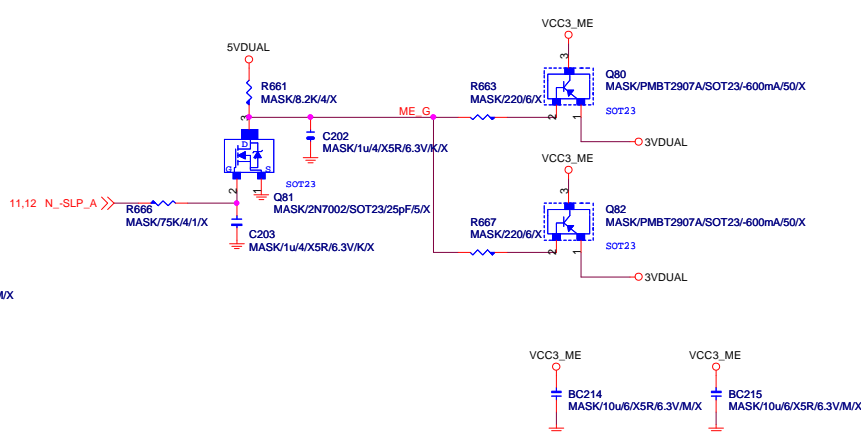 VCC3_ME
3
Q80
MASK/PMBT2907A/SOT23/-600mA/50/X
SOT23
2
1
3VDUAL
5VDUAL
R661
MASK/8.2K/4/X
3
R663
MASK/220/6/X
ME_G
C202
MASK/1u/4/X5R/6.3V/K/X
D
G
S
SOT23
2
1
Q81
MASK/2N7002/SOT23/25pF/5/X
11,12 N_-SLP_A
R666
MASK/75K/4/1/X
C203
MASK/1u/4/X5R/6.3V/K/X
VCC3_ME
3
Q82
MASK/PMBT2907A/SOT23/-600mA/50/X
SOT23
R667
MASK/220/6/X
2
1
3VDUAL
M/X
VCC3_ME
BC214
MASK/10u/6/X5R/6.3V/M/X
VCC3_ME
BC215
MASK/10u/6/X5R/6.3V/M/X